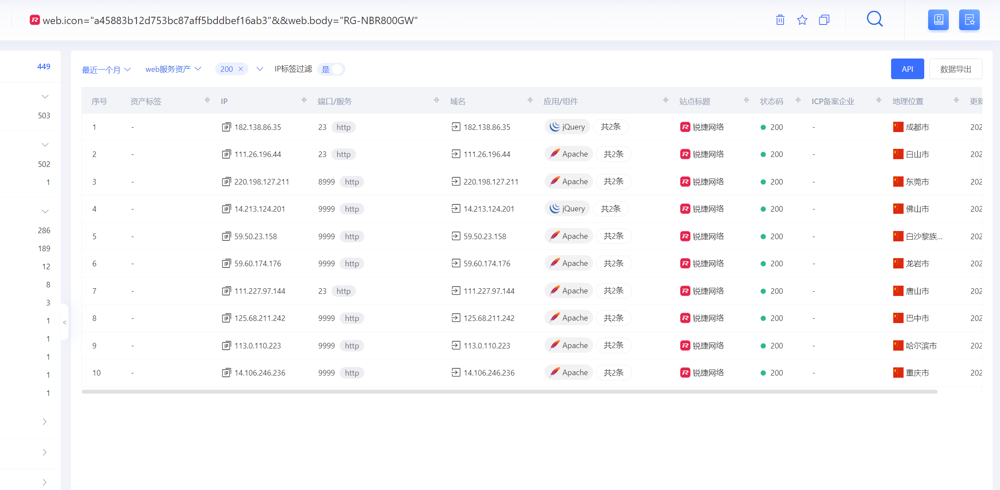 web.icon="a45883b12d753bc87aff5bddbef16ab3"&&web.body="RG-NBR800GW"
449
503
502
1
286
189
12
8
3
1
1
1
1
1
最近一个月 web服务资产 200 × IP标签过滤 是 API 数据导出
序号 资产标签 IP 端口/服务 域名 应用/组件 站点标题 状态码 ICP备案企业 地理位置 更新
1 - 182.138.86.35 23 http 182.138.86.35 jQuery 共2条 锐捷网络 200 - 成都市 202
2 - 111.26.196.44 23 http 111.26.196.44 Apache 共2条 锐捷网络 200 - 白山市 202
3 - 220.198.127.211 8999 http 220.198.127.211 Apache 共2条 锐捷网络 200 - 东莞市 202
4 - 14.213.124.201 9999 http 14.213.124.201 jQuery 共2条 锐捷网络 200 - 佛山市 202
5 - 59.50.23.158 9999 http 59.50.23.158 Apache 共2条 锐捷网络 200 - 白沙黎族... 202
6 - 59.60.174.176 9999 http 59.60.174.176 Apache 共2条 锐捷网络 200 - 龙岩市 202
7 - 111.227.97.144 23 http 111.227.97.144 Apache 共2条 锐捷网络 200 - 唐山市 202
8 - 125.68.211.242 9999 http 125.68.211.242 Apache 共2条 锐捷网络 200 - 巴中市 202
9 - 113.0.110.223 9999 http 113.0.110.223 Apache 共2条 锐捷网络 200 - 哈尔滨市 202
10 - 14.106.246.236 9999 http 14.106.246.236 Apache 共2条 锐捷网络 200 - 重庆市 202